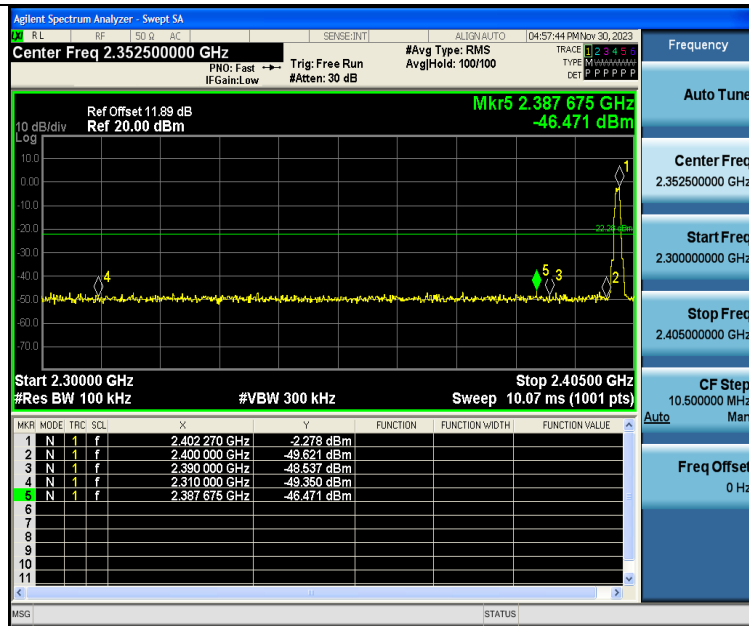 Agilent Spectrum Analyzer - Swept SA
RL RF 50 Ω AC SENSE:INT ALIGNAUTO 04:57:44 PM Nov 30, 2023
Center Freq 2.352500000 GHz
PNO: Fast
IFGain:Low
Trig: Free Run
#Atten: 30 dB
#Avg Type: RMS
Avg|Hold: 100/100
TRACE 1 2 3 4 5 6
TYPE M
DET P P P P P P
Mkr5 2.387 675 GHz
-46.471 dBm
Ref Offset 11.89 dB
10 dB/div Ref 20.00 dBm
Log
10.0
0.00
-10.0
-20.0
-30.0
-40.0
-50.0
-60.0
-70.0
1
4
5
3
2
Start 2.30000 GHz Stop 2.40500 GHz
#Res BW 100 kHz #VBW 300 kHz Sweep 10.07 ms (1001 pts)
MKR MODE TRC SCL X Y FUNCTION FUNCTION WIDTH FUNCTION VALUE
1 N 1 f 2.402 270 GHz -2.278 dBm
2 N 1 f 2.400 000 GHz -49.621 dBm
3 N 1 f 2.390 000 GHz -48.537 dBm
4 N 1 f 2.310 000 GHz -49.350 dBm
5 N 1 f 2.387 675 GHz -46.471 dBm
6
7
8
9
10
11
MSG STATUS
Frequency
Auto Tune
Center Freq
2.352500000 GHz
Start Freq
2.300000000 GHz
Stop Freq
2.405000000 GHz
CF Step
10.500000 MHz
Auto Man
Freq Offset
0 Hz